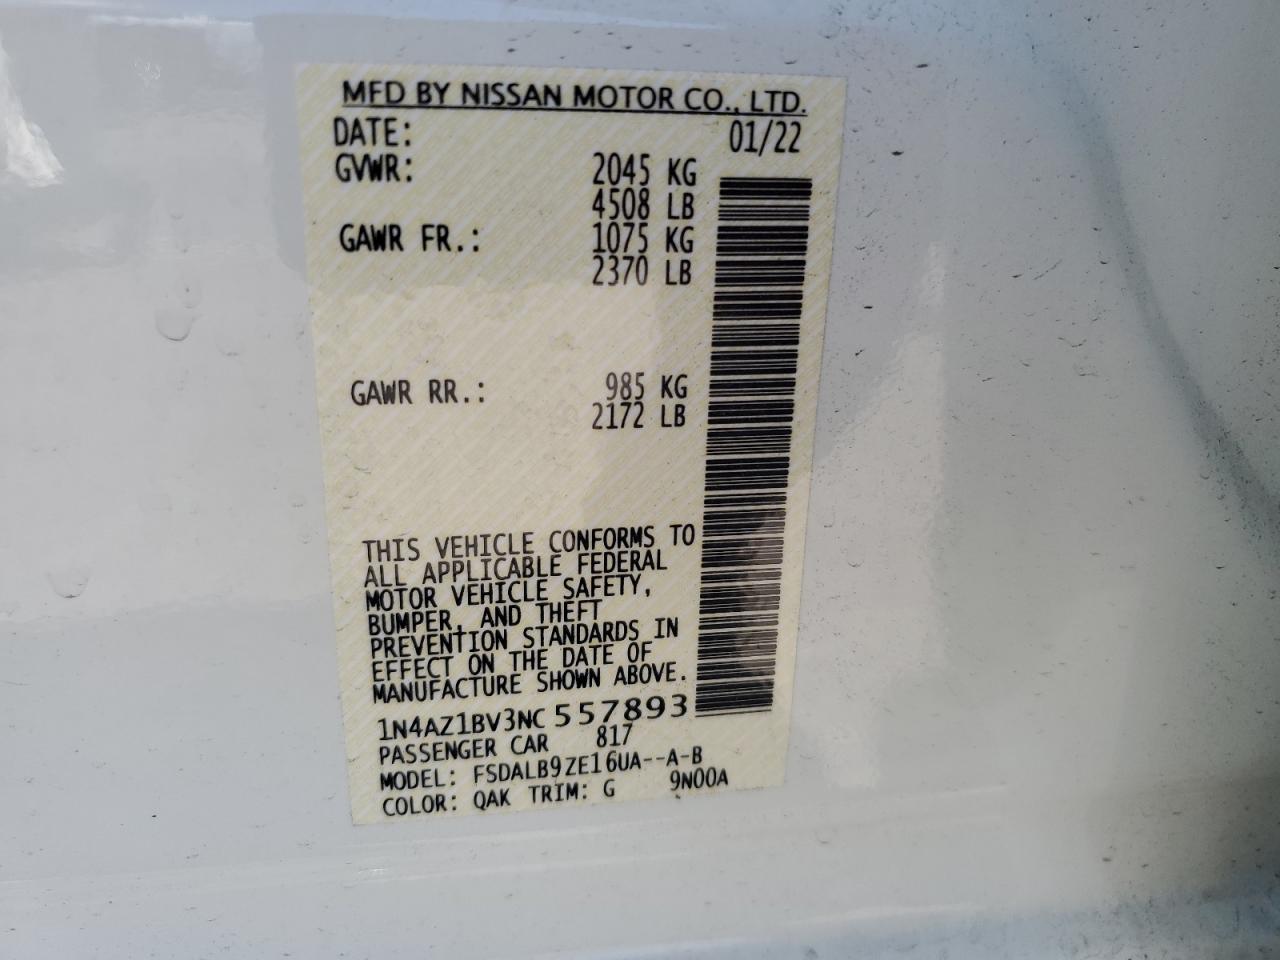 MFD BY NISSAN MOTOR CO., LTD.
DATE: 01/22
GVWR: 2045 KG
4508 LB
GAWR FR.: 1075 KG
2370 LB
GAWR RR.: 985 KG
2172 LB
THIS VEHICLE CONFORMS TO
ALL APPLICABLE FEDERAL
MOTOR VEHICLE SAFETY,
BUMPER, AND THEFT
PREVENTION STANDARDS IN
EFFECT ON THE DATE OF
MANUFACTURE SHOWN ABOVE.
1N4AZ1BV3NC557893
PASSENGER CAR 817
MODEL: FSDALB9ZE16UA--A-B
COLOR: QAK TRIM: G 9N00A